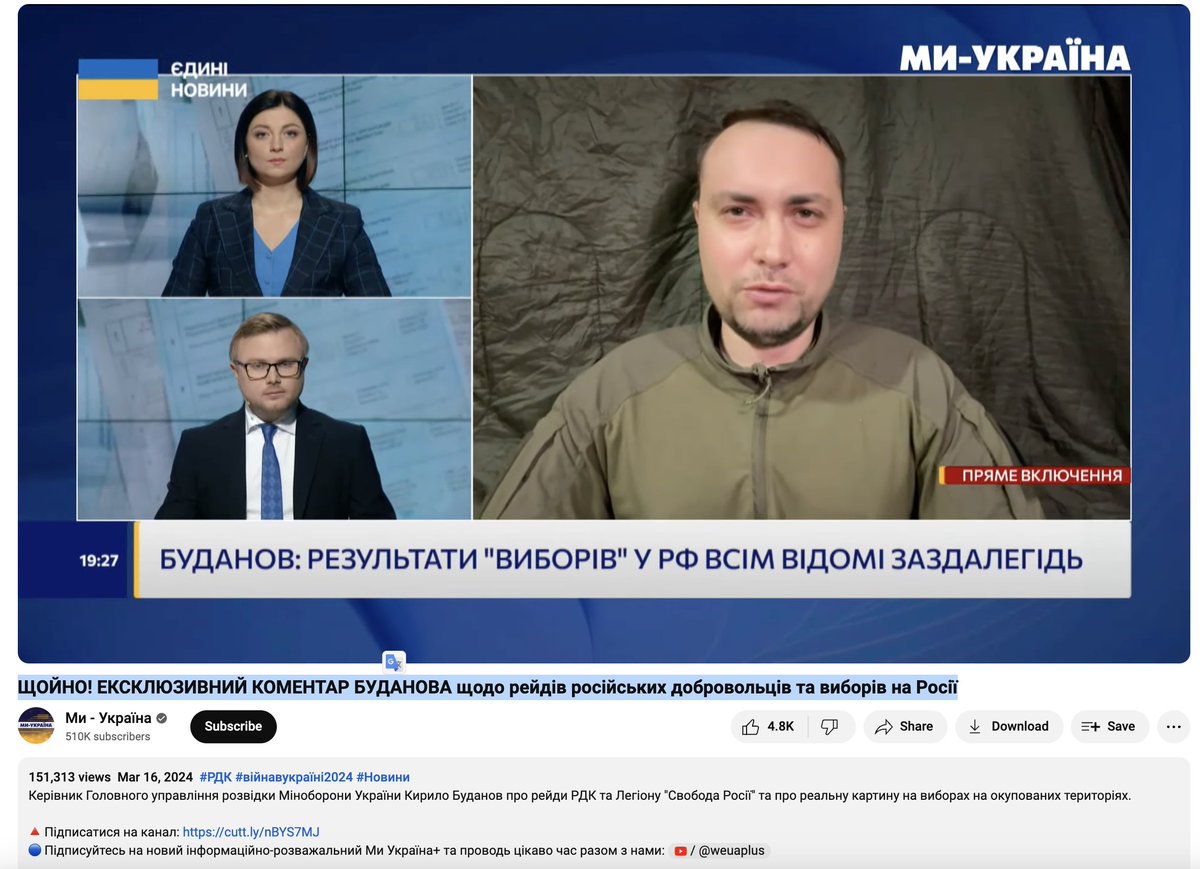 ЄДИНІ
НОВИНИ
МИ-УКРАЇНА
ПРЯМЕ ВКЛЮЧЕННЯ
19:27
БУДАНОВ: РЕЗУЛЬТАТИ "ВИБОРІВ" У РФ ВСІМ ВІДОМІ ЗАЗДАЛЕГІДЬ
ЩОЙНО! ЕКСКЛЮЗИВНИЙ КОМЕНТАР БУДАНОВА щодо рейдів російських добровольців та виборів на Росії
Ми - Україна
510K subscribers
Subscribe
4.8K
Share
Download
Save
151,313 views Mar 16, 2024 #РДК #війнавукраїні2024 #Новини
Керівник Головного управління розвідки Міноборони України Кирило Буданов про рейди РДК та Легіону "Свобода Росії" та про реальну картину на виборах на окупованих територіях.
🔺 Підписатися на канал: https://cutt.ly/nBYS7MJ
🔵 Підписуйтесь на новий інформаційно-розважальний Ми Україна+ та проводь цікаво час разом з нами: / @weuaplus